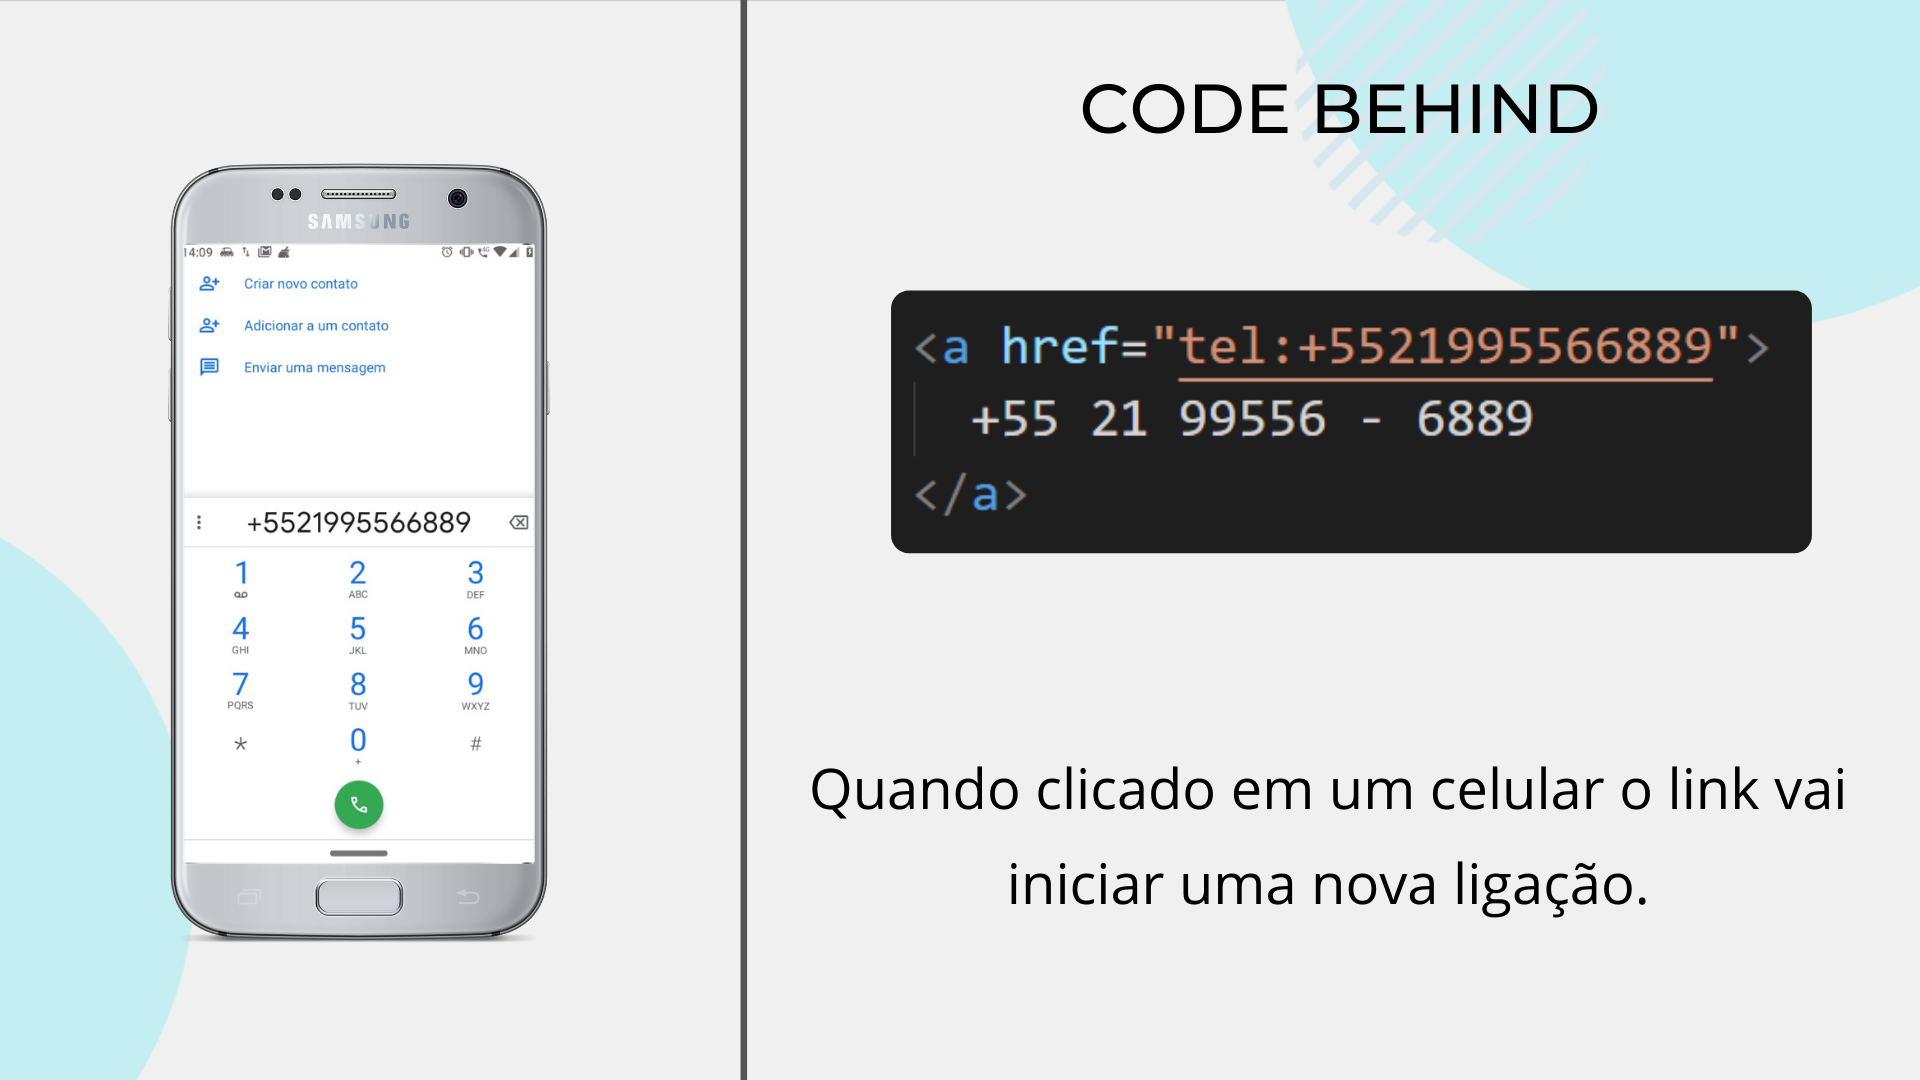 SAMSUNG
14:09
Criar novo contato
Adicionar a um contato
Enviar uma mensagem
+5521995566889
1 2 3
ABC DEF
4 5 6
GHI JKL MNO
7 8 9
PQRS TUV WXYZ
* 0 #
+
CODE BEHIND
<a href="tel:+5521995566889">
+55 21 99556 - 6889
</a>
Quando clicado em um celular o link vai
iniciar uma nova ligação.